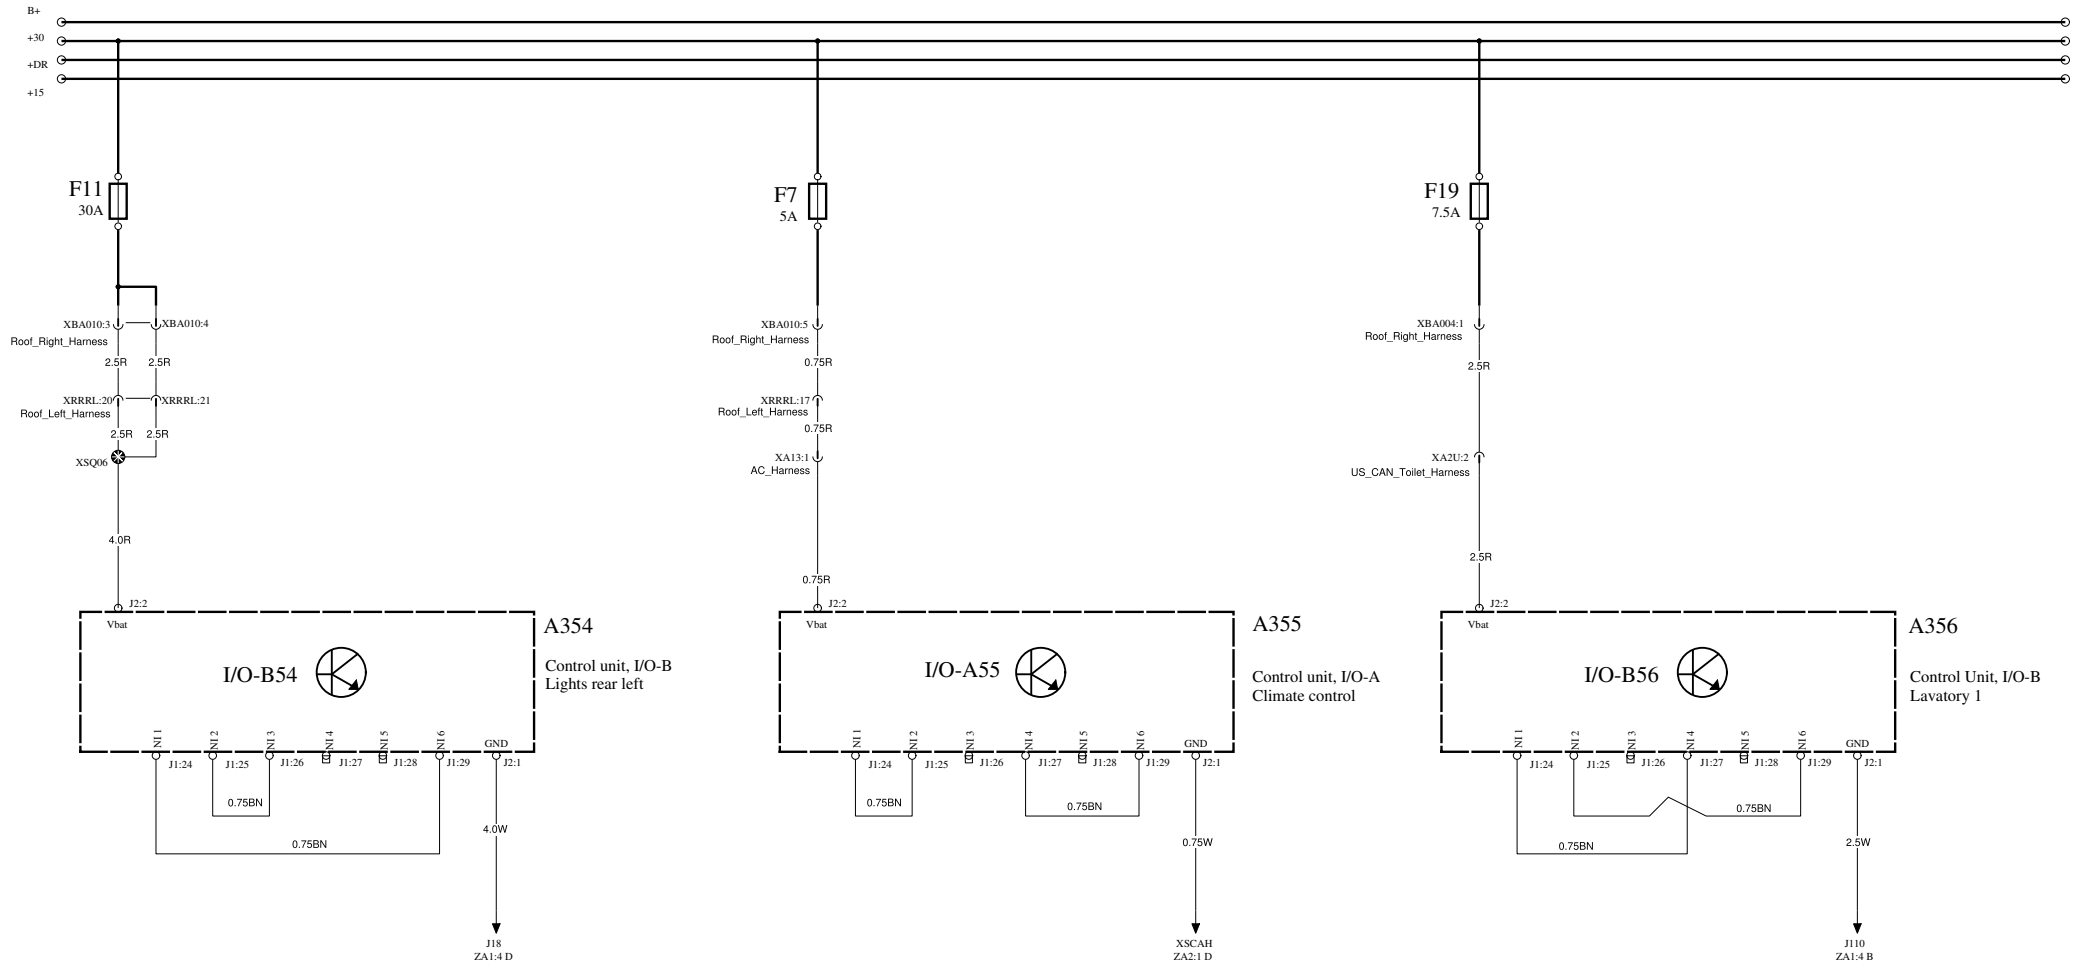 B+
+30
+DR
+15
F11
30A
F7
5A
F19
7.5A
XBA010:3
XBA010:4
Roof_Right_Harness
2.5R
2.5R
XRRRL:20
XRRRL:21
Roof_Left_Harness
2.5R
2.5R
XSQ06
4.0R
XBA010:5
Roof_Right_Harness
0.75R
XRRRL:17
Roof_Left_Harness
0.75R
XA13:1
AC_Harness
0.75R
XBA004:1
Roof_Right_Harness
2.5R
XA2U:2
US_CAN_Toilet_Harness
2.5R
J2:2
Vbat
I/O-B54
A354
Control unit, I/O-B
Lights rear left
NI 1
NI 2
NI 3
NI 4
NI 5
NI 6
GND
J1:24
J1:25
J1:26
J1:27
J1:28
J1:29
J2:1
0.75BN
0.75BN
4.0W
J18
ZA1:4 D
J2:2
Vbat
I/O-A55
A355
Control unit, I/O-A
Climate control
NI 1
NI 2
NI 3
NI 4
NI 5
NI 6
GND
J1:24
J1:25
J1:26
J1:27
J1:28
J1:29
J2:1
0.75BN
0.75BN
0.75W
XSCAH
ZA2:1 D
J2:2
Vbat
I/O-B56
A356
Control Unit, I/O-B
Lavatory 1
NI 1
NI 2
NI 3
NI 4
NI 5
NI 6
GND
J1:24
J1:25
J1:26
J1:27
J1:28
J1:29
J2:1
0.75BN
0.75BN
2.5W
J110
ZA1:4 B